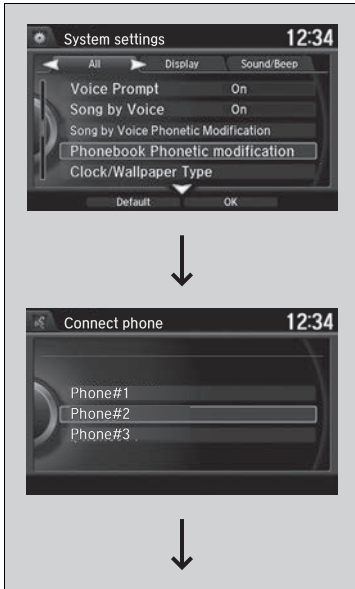 System settings 12:34
All Display Sound/Beep
Voice Prompt On
Song by Voice On
Song by Voice Phonetic Modification
Phonebook Phonetic modification
Clock/Wallpaper Type
Default OK
Connect phone 12:34
Phone#1
Phone#2
Phone#3